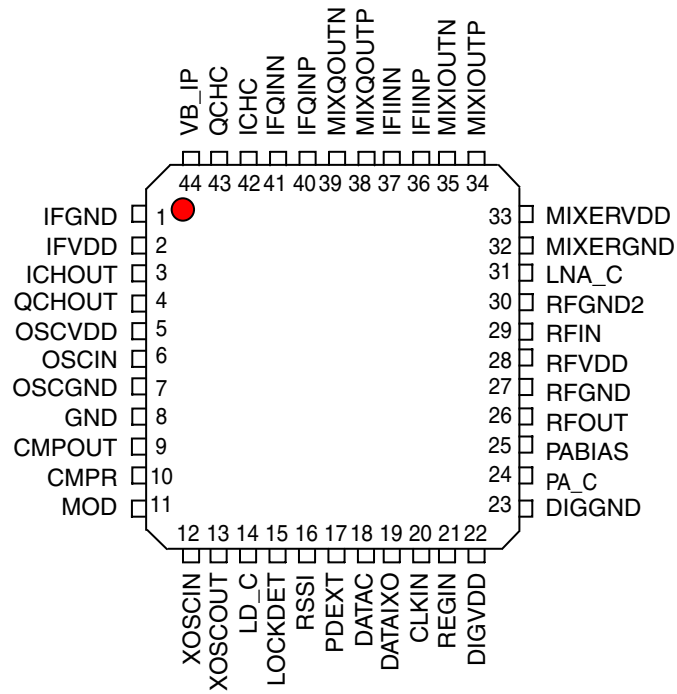 VB_IP
QCHC
ICHC
IFQINN
IFQINP
MIXQOUTN
MIXQOUTP
IFIINN
IFIINP
MIXIOUTN
MIXIOUTP
44 43 42 41 40 39 38 37 36 35 34
IFGND 1
IFVDD 2
ICHOUT 3
QCHOUT 4
OSCVDD 5
OSCIN 6
OSCGND 7
GND 8
CMPOUT 9
CMPR 10
MOD 11
33 MIXERVDD
32 MIXERGND
31 LNA_C
30 RFGND2
29 RFIN
28 RFVDD
27 RFGND
26 RFOUT
25 PABIAS
24 PA_C
23 DIGGND
12 13 14 15 16 17 18 19 20 21 22
XOSCIN
XOSCOUT
LD_C
LOCKDET
RSSI
PDEXT
DATAC
DATAIXO
CLKIN
REGIN
DIGVDD